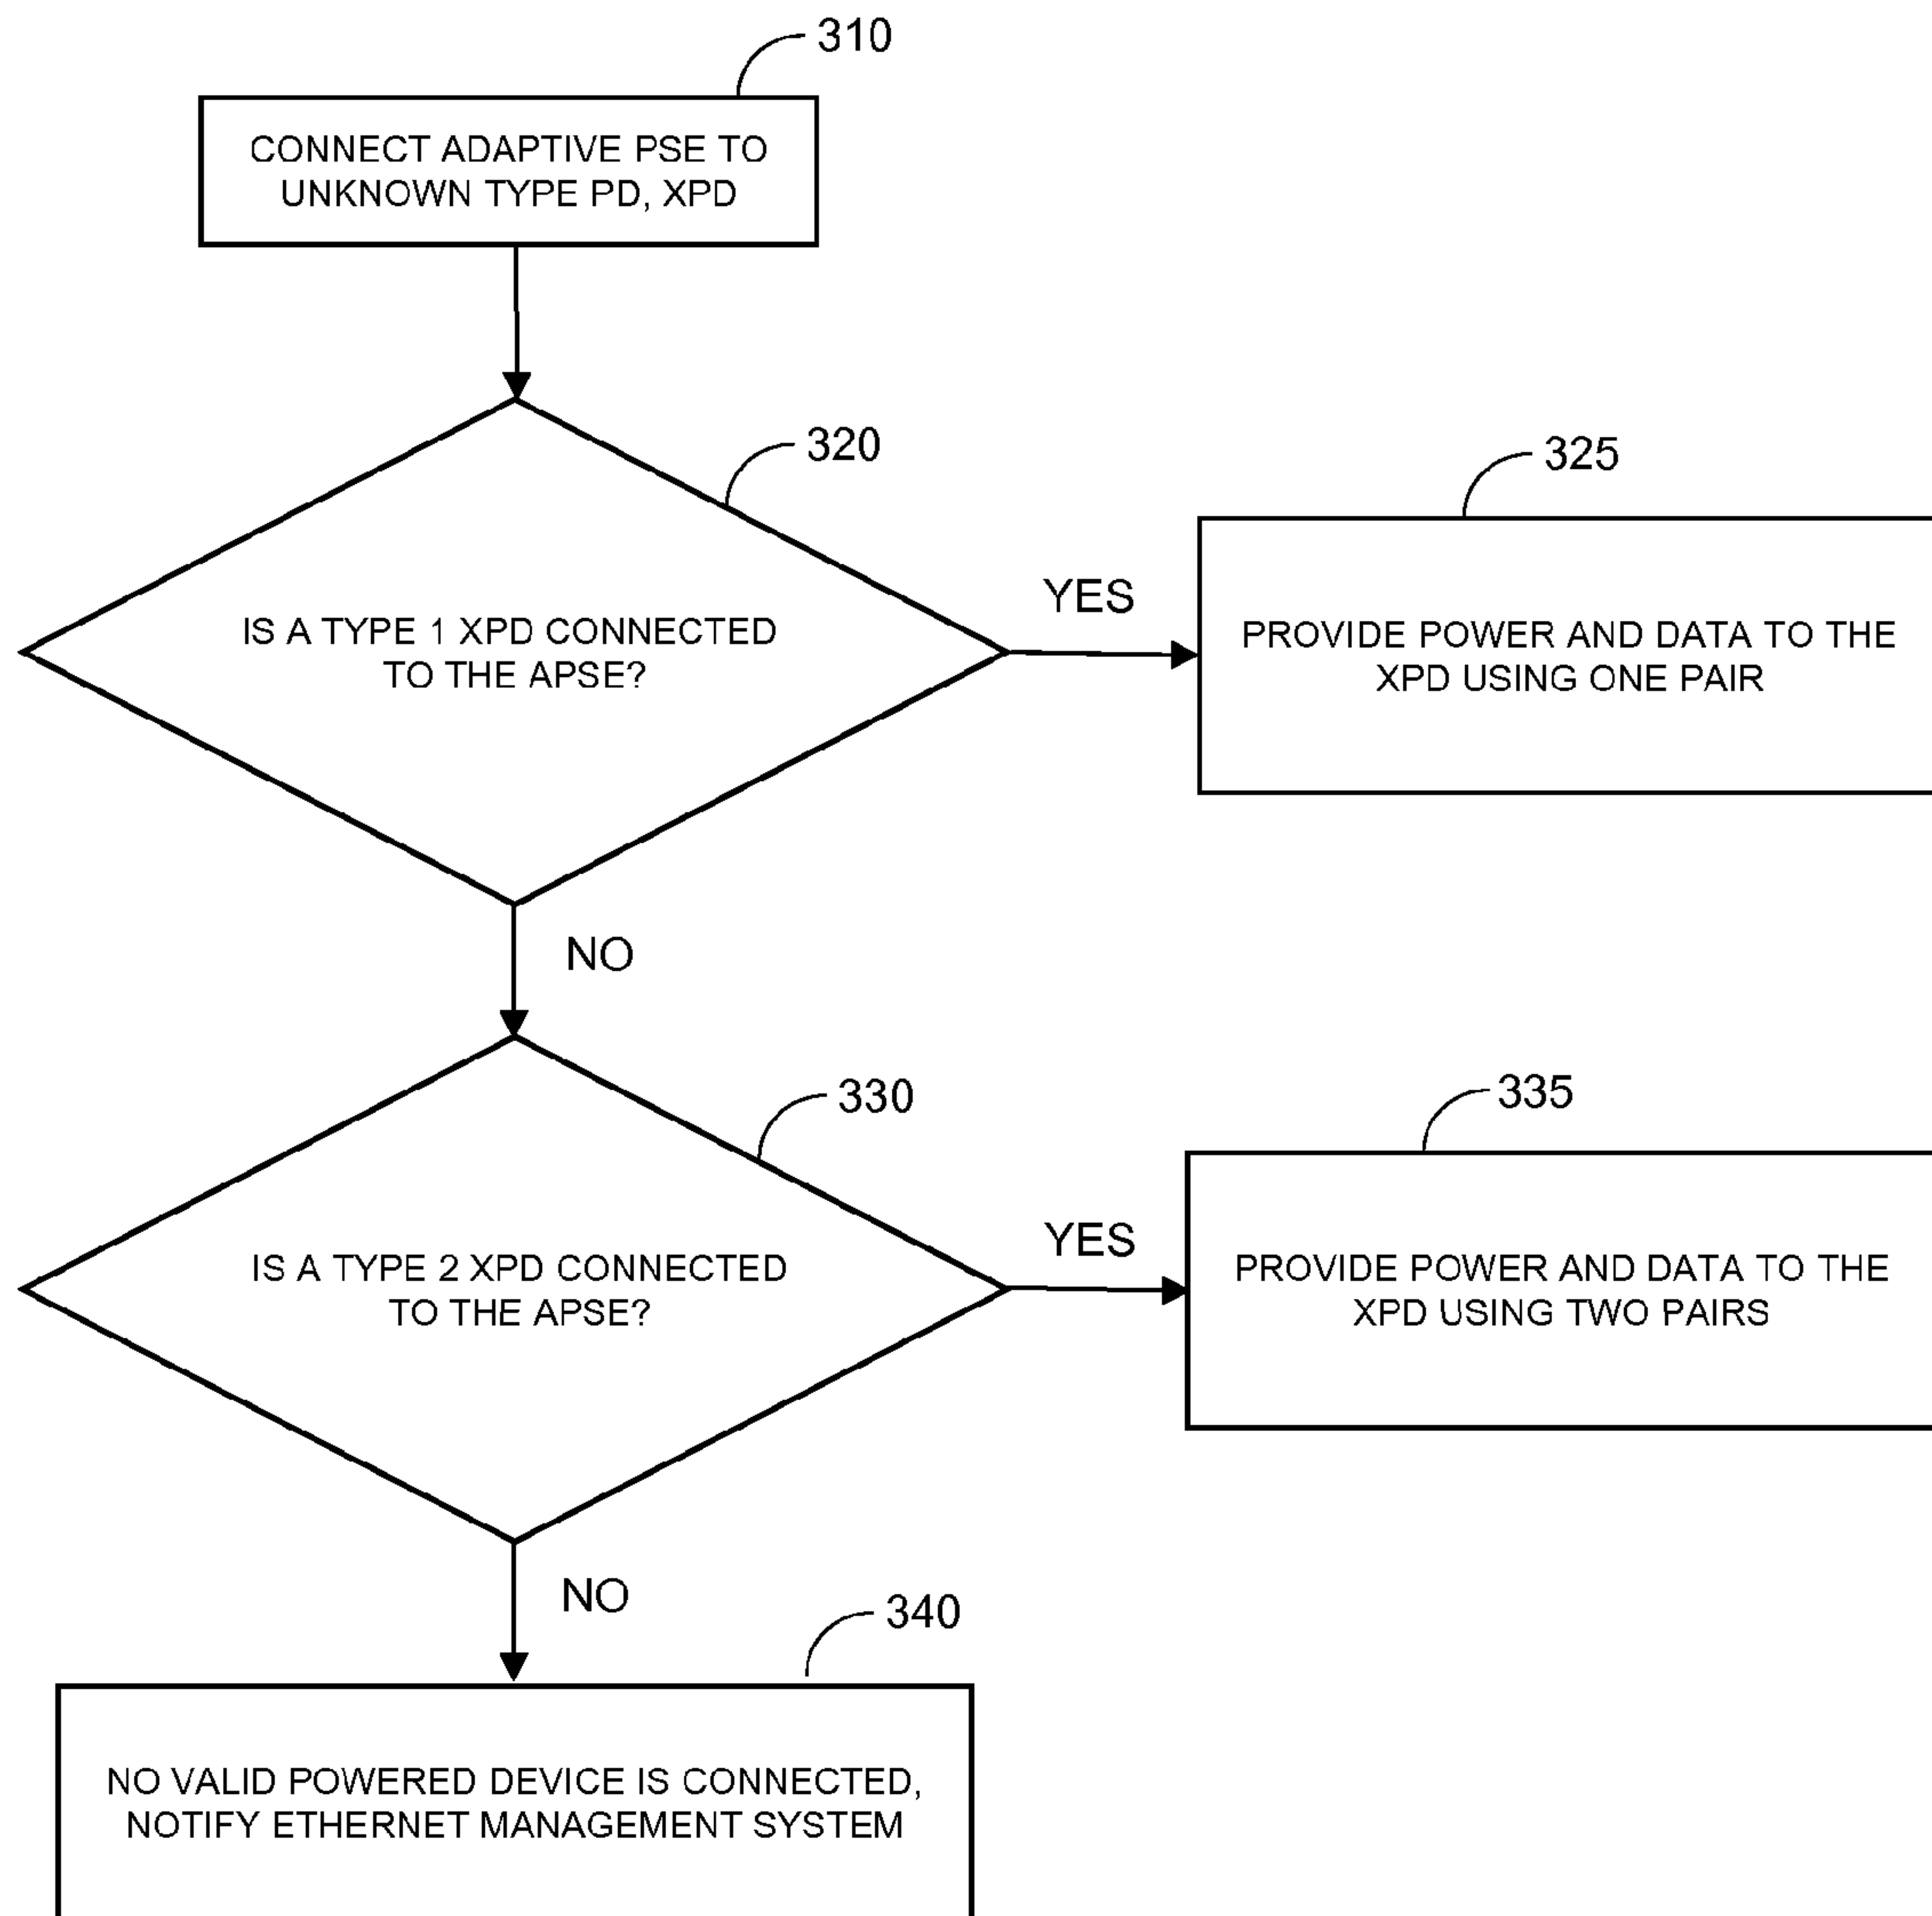 310
CONNECT ADAPTIVE PSE TO
UNKNOWN TYPE PD, XPD
320
IS A TYPE 1 XPD CONNECTED
TO THE APSE?
YES
325
PROVIDE POWER AND DATA TO THE
XPD USING ONE PAIR
NO
330
IS A TYPE 2 XPD CONNECTED
TO THE APSE?
YES
335
PROVIDE POWER AND DATA TO THE
XPD USING TWO PAIRS
NO
340
NO VALID POWERED DEVICE IS CONNECTED,
NOTIFY ETHERNET MANAGEMENT SYSTEM